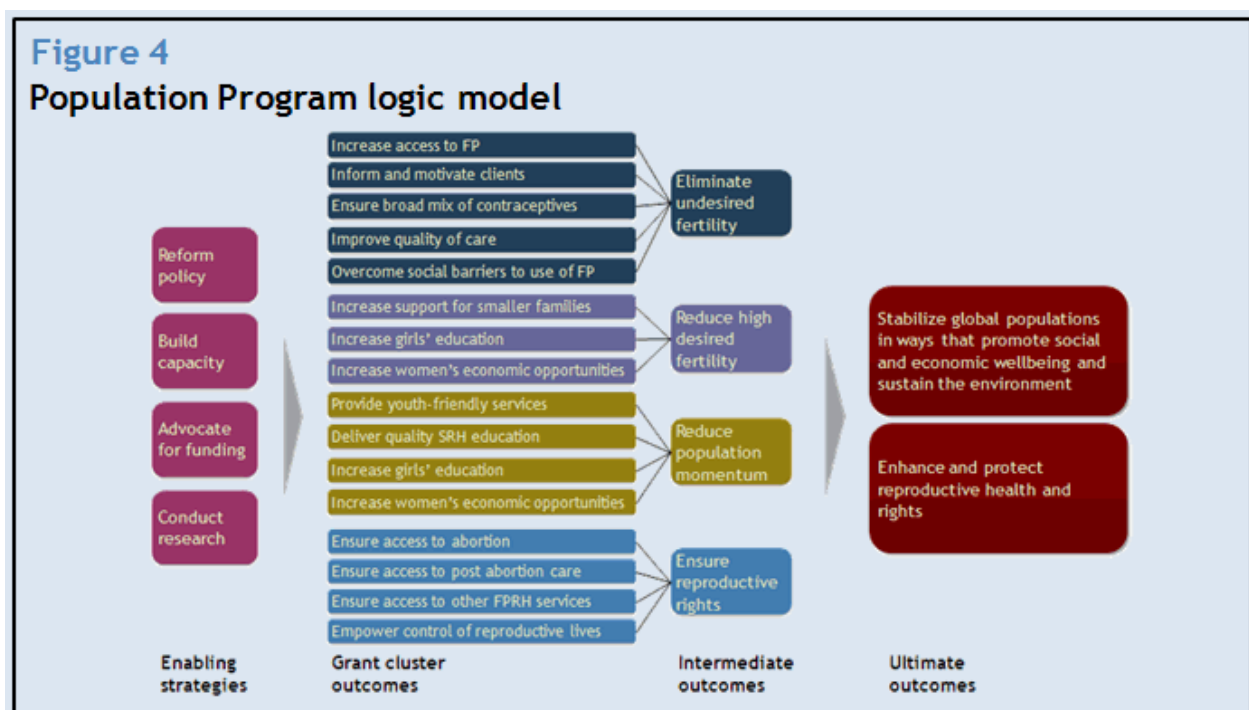 Figure 4
Population Program logic model
Reform
policy
Build
capacity
Advocate
for funding
Conduct
research
Increase access to FP
Inform and motivate clients
Ensure broad mix of contraceptives
Improve quality of care
Overcome social barriers to use of FP
Increase support for smaller families
Increase girls' education
Increase women's economic opportunities
Provide youth-friendly services
Deliver quality SRH education
Increase girls' education
Increase women's economic opportunities
Ensure access to abortion
Ensure access to post abortion care
Ensure access to other FPRH services
Empower control of reproductive lives
Eliminate
undesired
fertility
Reduce high
desired
fertility
Reduce
population
momentum
Ensure
reproductive
rights
Stabilize global populations
in ways that promote social
and economic wellbeing and
sustain the environment
Enhance and protect
reproductive health and
rights
Enabling
strategies
Grant cluster
outcomes
Intermediate
outcomes
Ultimate
outcomes